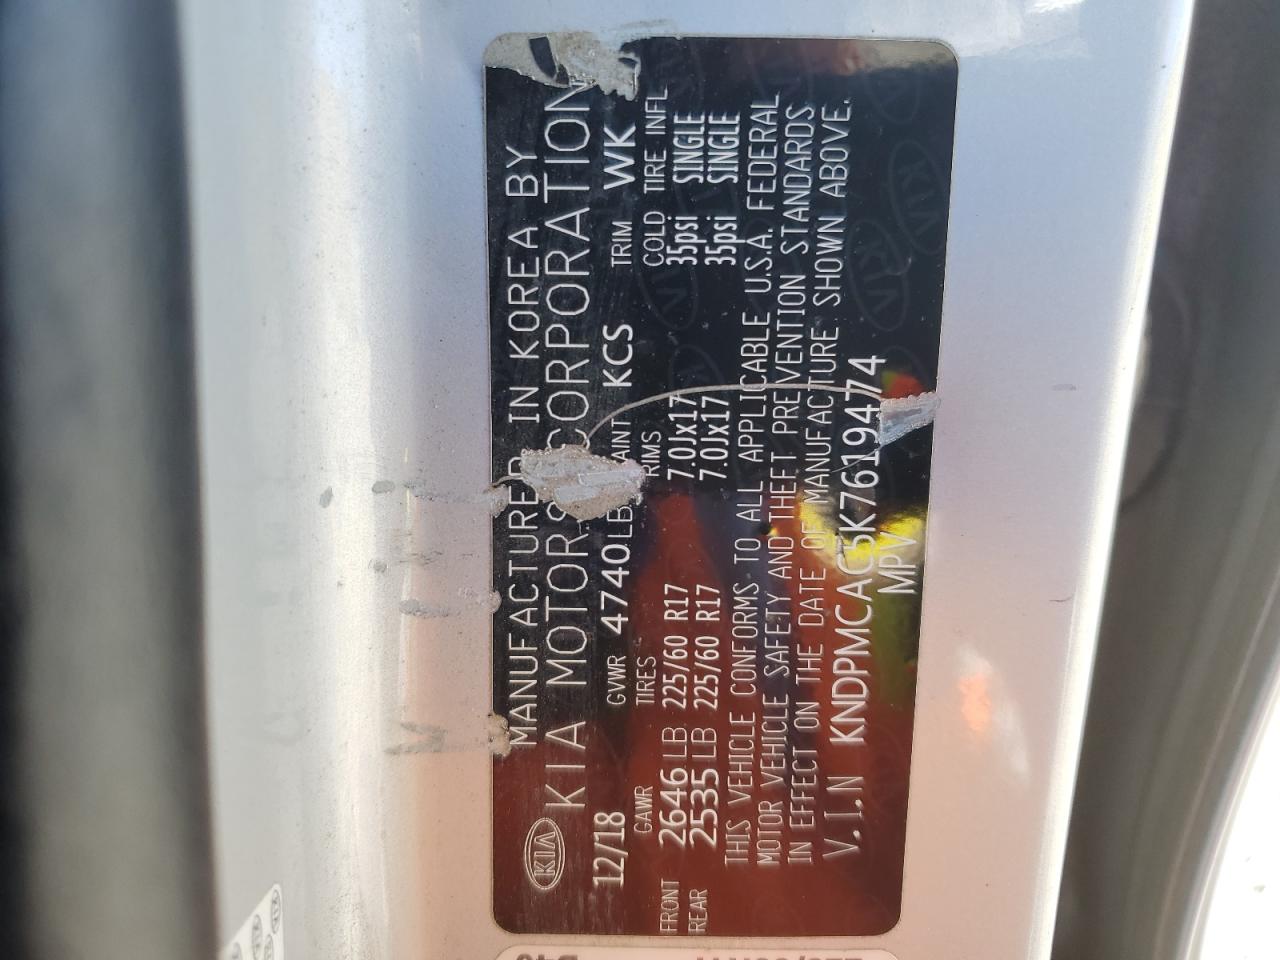 MANUFACTURED IN KOREA BY
KIA KIA MOTORS CORPORATION
12/18 GVWR 4740LB PAINT KCS TRIM WK
GAWR TIRES RIMS COLD TIRE INFL
FRONT 2646LB 225/60 R17 7.0Jx17 35psi SINGLE
REAR 2535LB 225/60 R17 7.0Jx17 35psi SINGLE
THIS VEHICLE CONFORMS TO ALL APPLICABLE U.S.A. FEDERAL
MOTOR VEHICLE SAFETY AND THEFT PREVENTION STANDARDS
IN EFFECT ON THE DATE OF MANUFACTURE SHOWN ABOVE.
V.I.N KNDPMCAC5K7619474
MPV